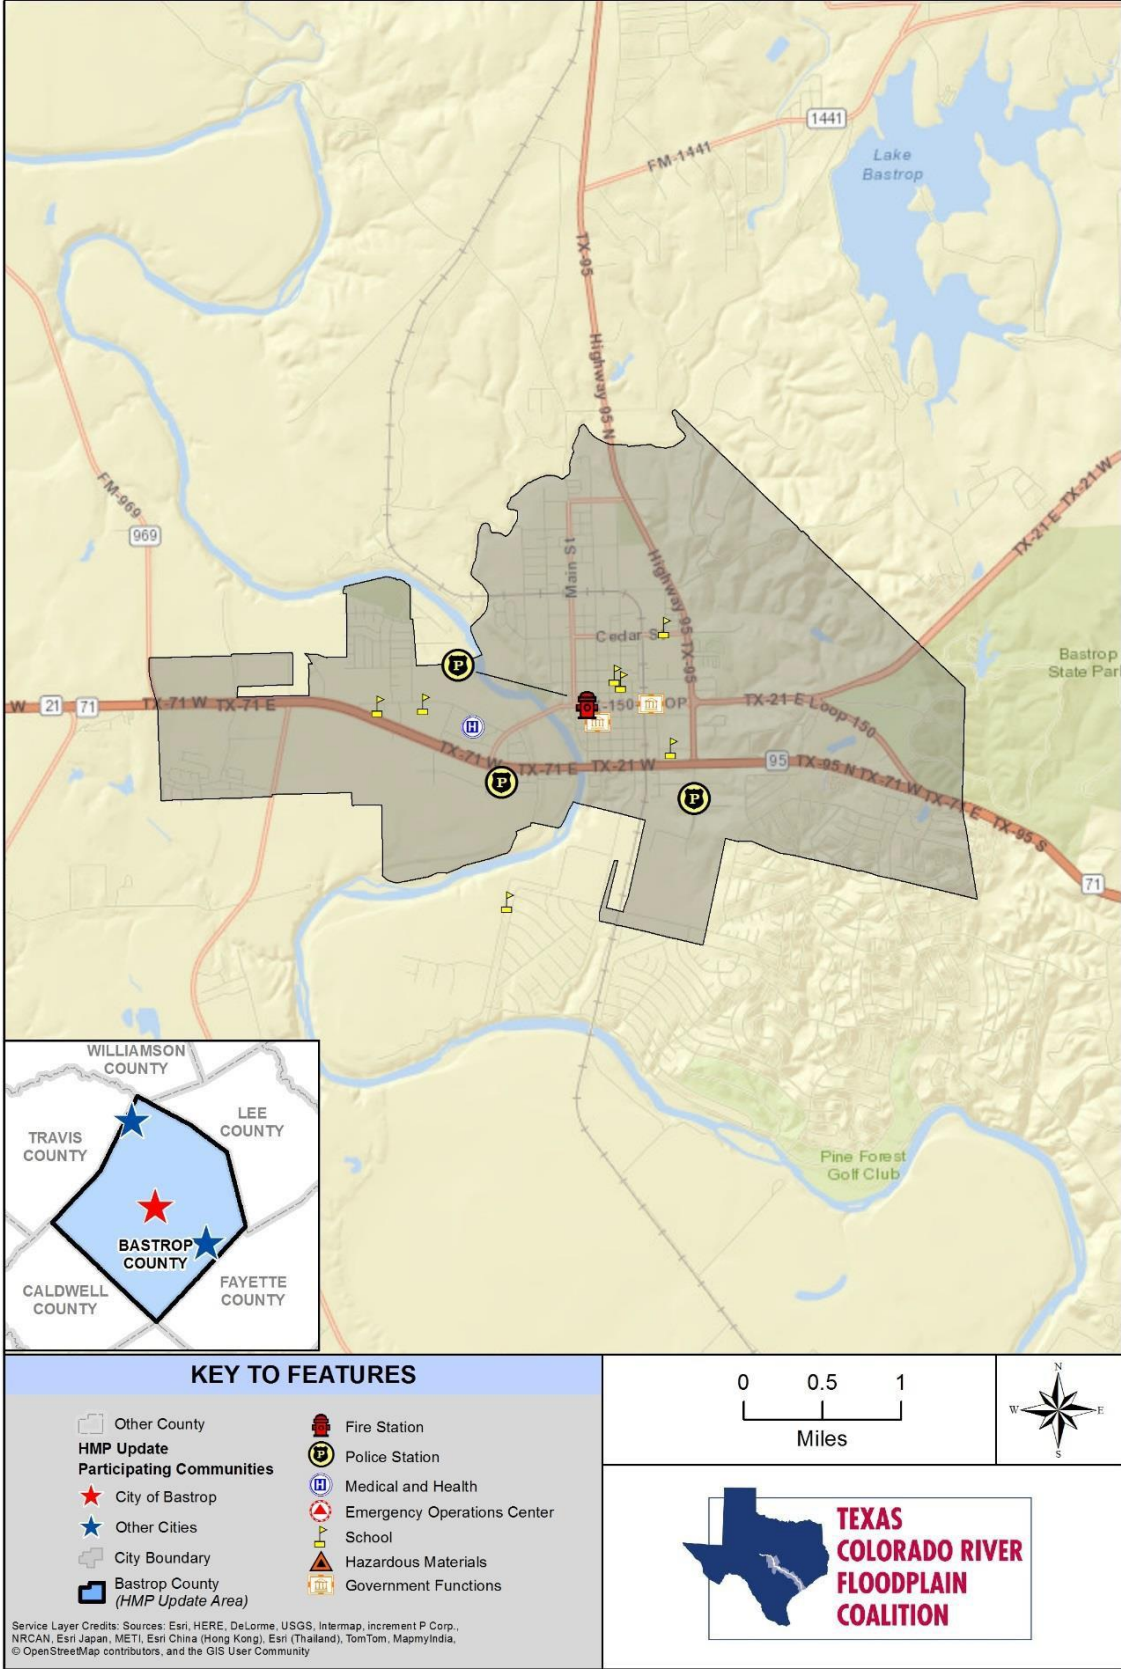 1441
FM-1441
Lake
Bastrop
TX-95
Highway 95 N
FM-969
969
TX-21 E TX-21 W
Main St
Highway 95 TX-95
Cedar S
Bastrop
State Par
W 21 71 TX-71 W TX-71 E
-150
OP
TX-21 E Loop 150
TX-71 W TX-71 E TX-21 W 95 TX-95 N TX-71 W TX-71 E TX-95 S
71
P
H
P
P
Pine Forest
Golf Club
WILLIAMSON
COUNTY
LEE
COUNTY
TRAVIS
COUNTY
BASTROP
COUNTY
CALDWELL
COUNTY
FAYETTE
COUNTY
KEY TO FEATURES
Other County
HMP Update
Participating Communities
City of Bastrop
Other Cities
City Boundary
Bastrop County
(HMP Update Area)
Fire Station
P Police Station
H Medical and Health
Emergency Operations Center
School
Hazardous Materials
Government Functions
Service Layer Credits: Sources: Esri, HERE, DeLorme, USGS, Intermap, increment P Corp.,
NRCAN, Esri Japan, METI, Esri China (Hong Kong), Esri (Thailand), TomTom, MapmyIndia,
© OpenStreetMap contributors, and the GIS User Community
0 0.5 1
Miles
N
W E
S
TEXAS
COLORADO RIVER
FLOODPLAIN
COALITION